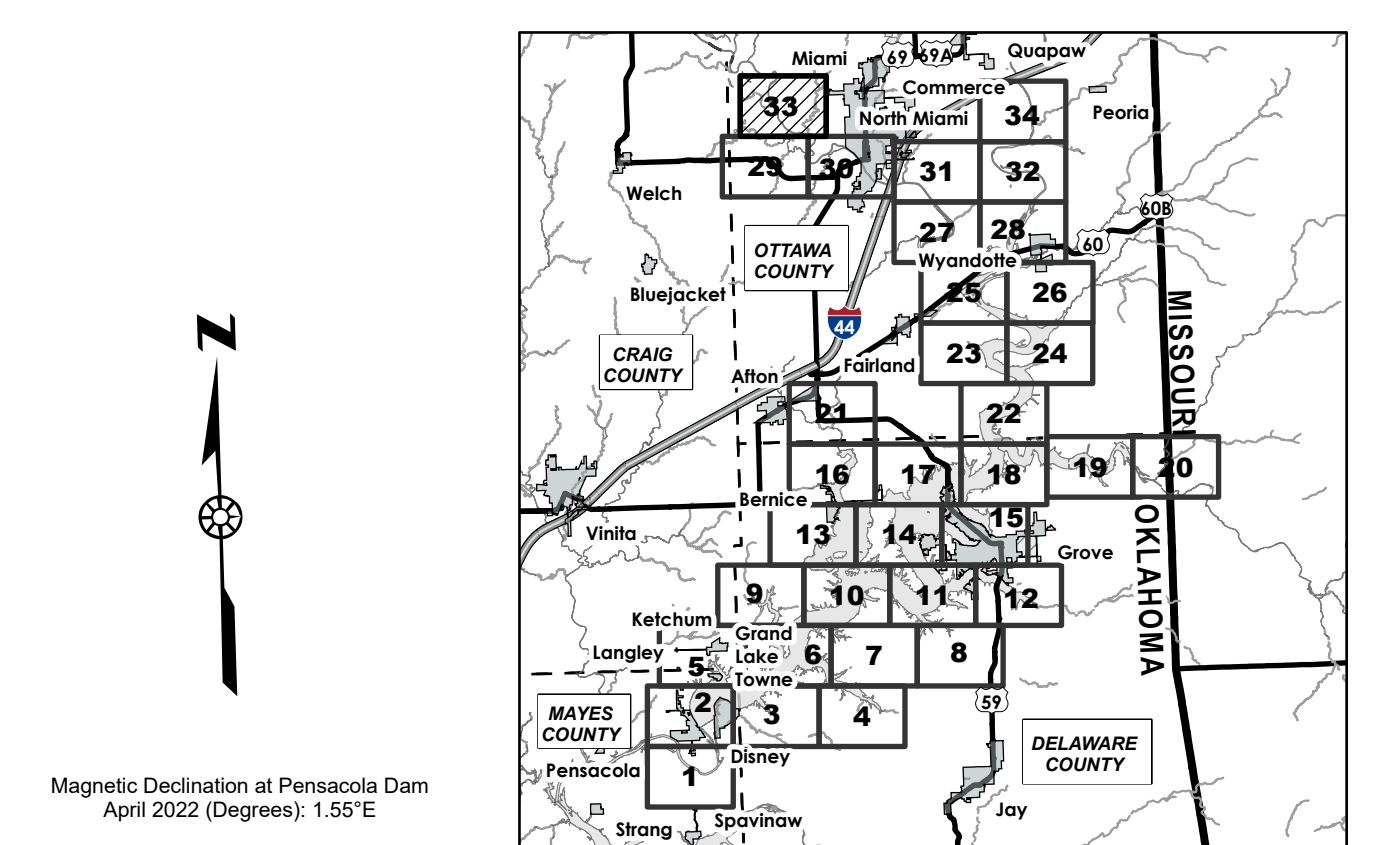 Miami
69
69A
Quapaw
Commerce
33
34
Peoria
North Miami
29
30
31
32
Welch
60B
27
28
60
OTTAWA
COUNTY
Wyandotte
Bluejacket
25
26
MISSOURI
N
44
CRAIG
COUNTY
Fairland
23
24
Afton
21
22
16
17
18
19
20
Bernice
OKLAHOMA
Vinita
13
14
15
Grove
9
10
11
12
Ketchum
Grand
Lake
Towne
Langley
5
6
7
8
2
3
4
59
MAYES
COUNTY
DELAWARE
COUNTY
Disney
Pensacola
1
Magnetic Declination at Pensacola Dam
April 2022 (Degrees): 1.55°E
Jay
Spavinaw
Strang